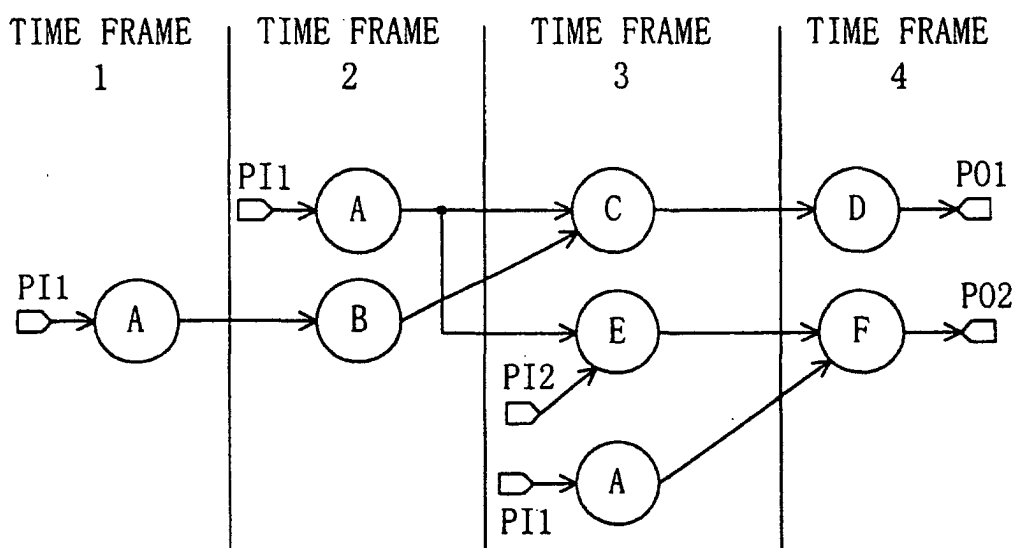 TIME FRAME 1
TIME FRAME 2
TIME FRAME 3
TIME FRAME 4
PI1
A
C
D
PO1
PI1
A
B
E
F
PO2
PI2
A
PI1